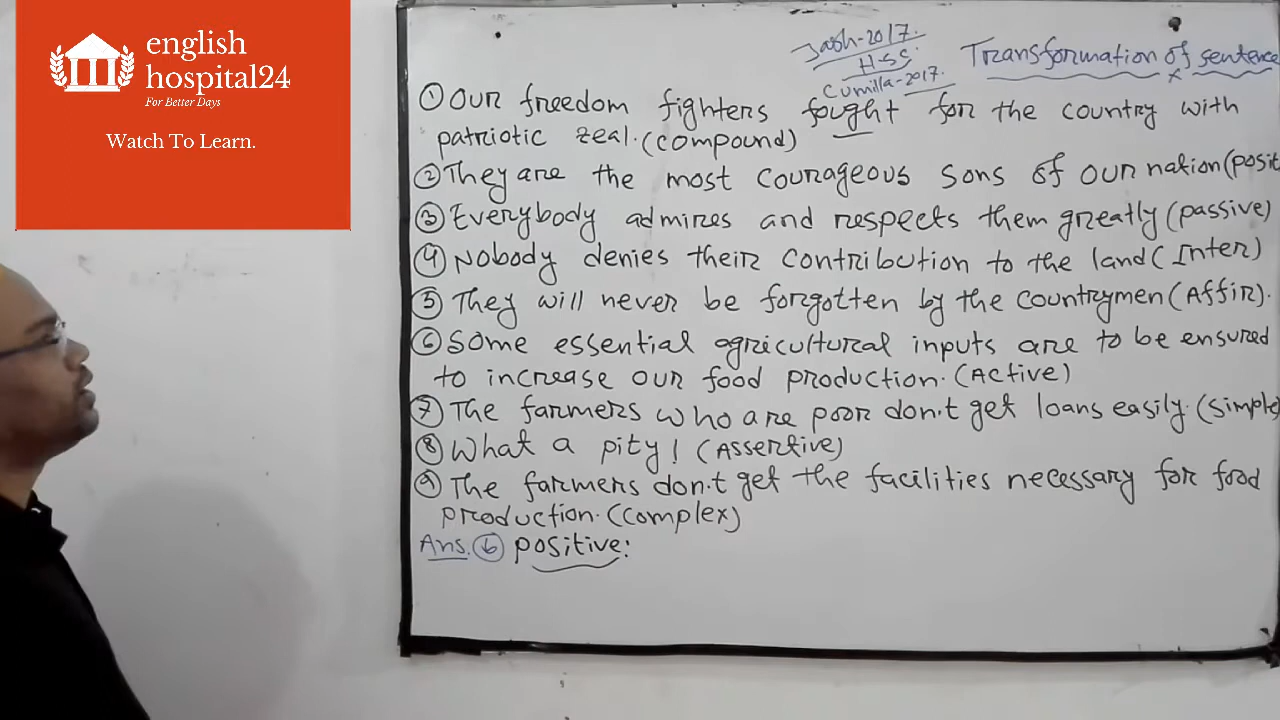 english
hospital24
For Better Days
Watch To Learn.
Jash-2017.
H.S.C.
Cumilla-2017.
Transformation of sentence
① Our freedom fighters fought for the country with
patriotic zeal. (compound)
② They are the most courageous sons of our nation (posit
③ Everybody admires and respects them greatly (passive)
④ Nobody denies their contribution to the land (Inter)
⑤ They will never be forgotten by the countrymen (Affir).
⑥ Some essential agricultural inputs are to be ensured
to increase our food production. (Active)
⑦ The farmers who are poor don't get loans easily. (simple)
⑧ What a pity! (Assertive)
⑨ The farmers don't get the facilities necessary for food
production. (complex)
Ans. ⑥ positive: